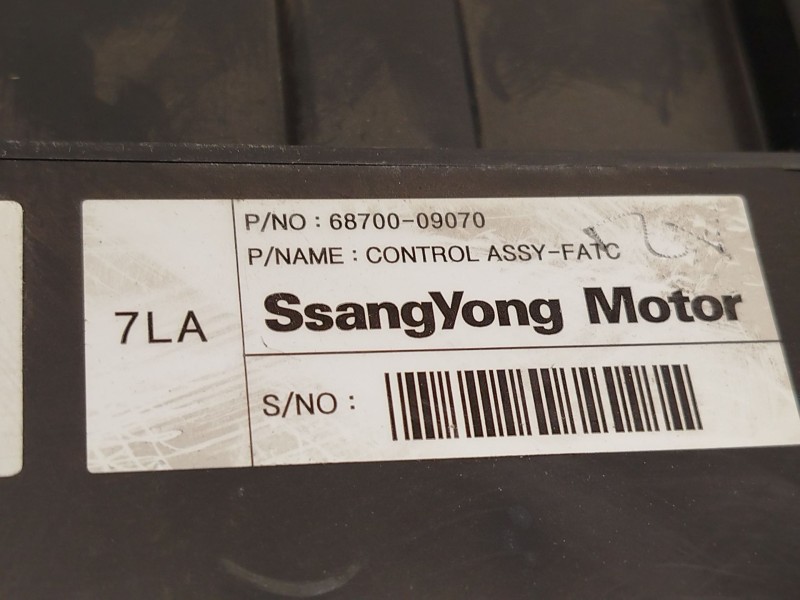 7LA
P/NO : 68700-09070
P/NAME : CONTROL ASSY-FATC
SsangYong Motor
S/NO :